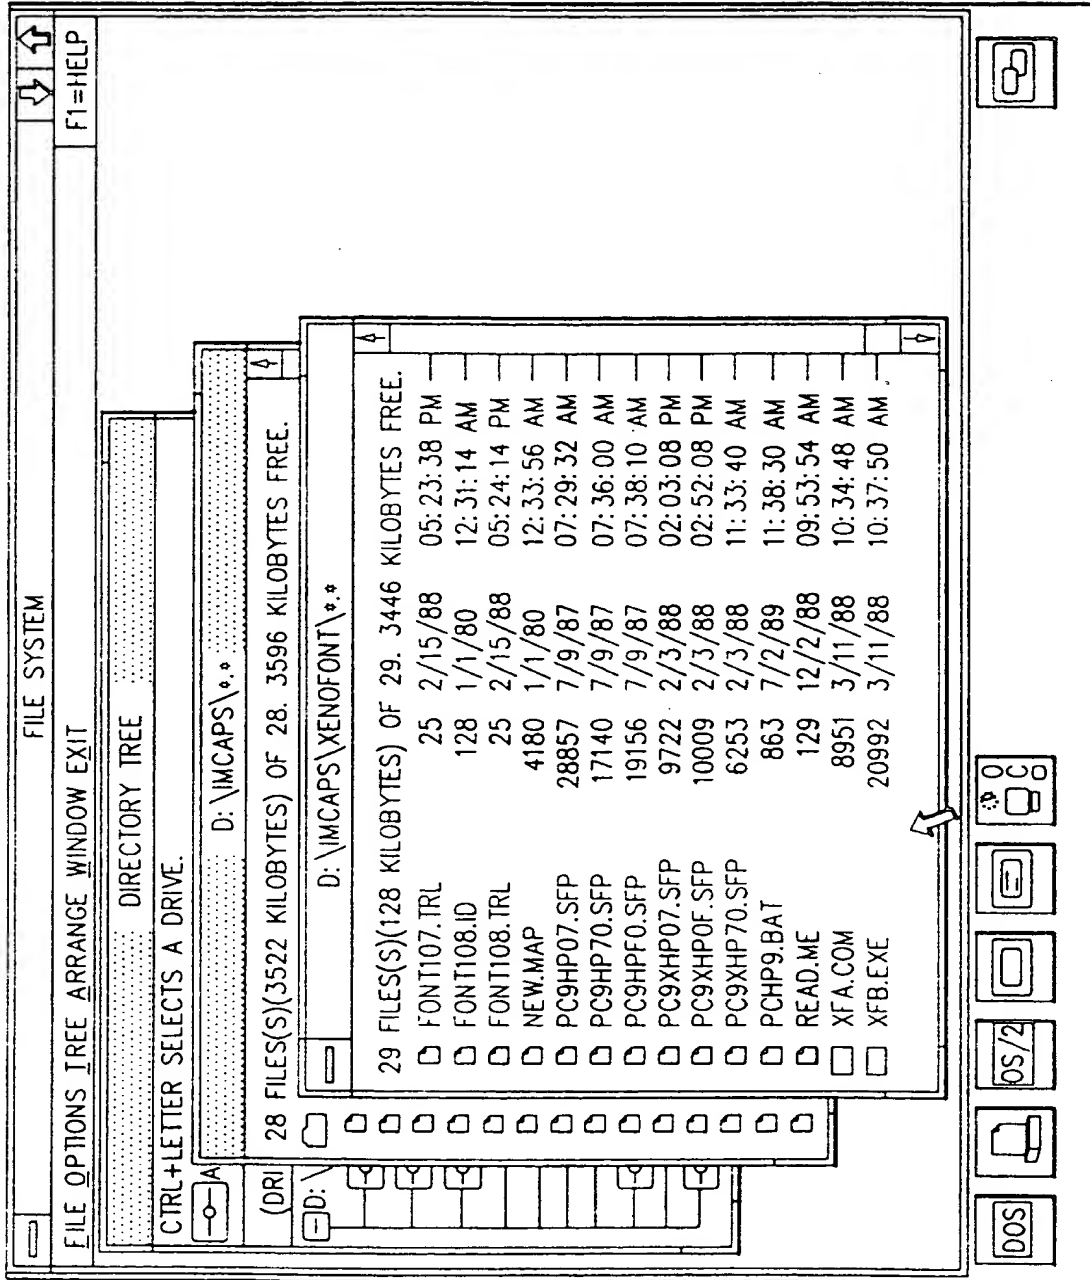 FILE SYSTEM
FILE OPTIONS TREE ARRANGE WINDOW EXIT
F1=HELP
DIRECTORY TREE
CTRL+LETTER SELECTS A DRIVE.
A
D:\IMCAPS\*.*
(DRI
28 FILES(S)(3522 KILOBYTES) OF 28. 3596 KILOBYTES FREE.
D:\
D:\IMCAPS\XENOFONT\*.*
29 FILES(S)(128 KILOBYTES) OF 29. 3446 KILOBYTES FREE.
FONT107.TRL 25 2/15/88 05:23:38 PM
FONT108.ID 128 1/1/80 12:31:14 AM
FONT108.TRL 25 2/15/88 05:24:14 PM
NEW.MAP 4180 1/1/80 12:33:56 AM
PC9HP07.SFP 28857 7/9/87 07:29:32 AM
PC9HP70.SFP 17140 7/9/87 07:36:00 AM
PC9HPF0.SFP 19156 7/9/87 07:38:10 AM
PC9XHP07.SFP 9722 2/3/88 02:03:08 PM
PC9XHP0F.SFP 10009 2/3/88 02:52:08 PM
PC9XHP70.SFP 6253 2/3/88 11:33:40 AM
PCHP9.BAT 863 7/2/89 11:38:30 AM
READ.ME 129 12/2/88 09:53:54 AM
XFA.COM 8951 3/11/88 10:34:48 AM
XFB.EXE 20992 3/11/88 10:37:50 AM
DOS
OS/2